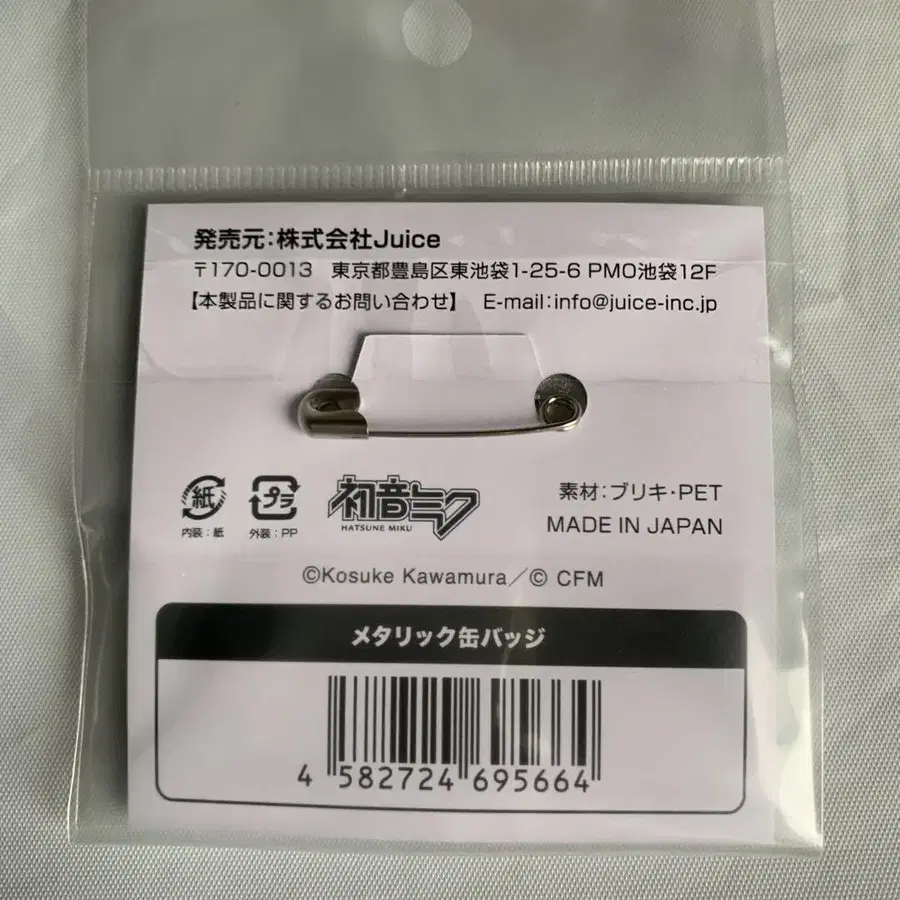 発売元:株式会社Juice
〒170-0013 東京都豊島区東池袋1-25-6 PMO池袋12F
【本製品に関するお問い合わせ】 E-mail:info@juice-inc.jp
紙 プラ 初音ミク 素材:ブリキ・PET
内装:紙 外装:PP HATSUNE MIKU MADE IN JAPAN
©Kosuke Kawamura/© CFM
メタリック缶バッジ
4 582724 695664